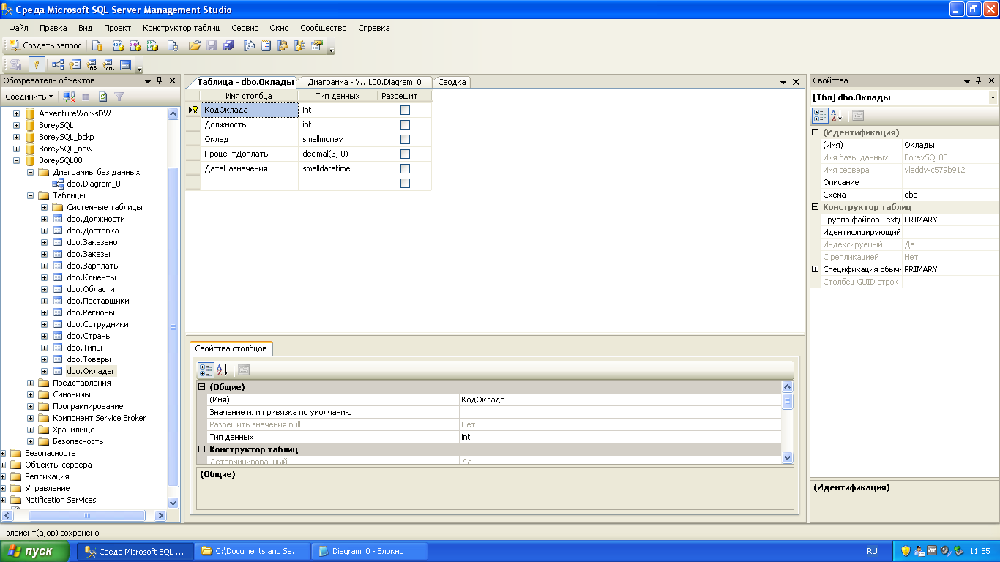 Среда Microsoft SQL Server Management Studio
Файл Правка Вид Проект Конструктор таблиц Сервис Окно Сообщество Справка
Создать запрос
Обозреватель объектов
Соединить
AdventureWorksDW
BoreySQL
BoreySQL_bckp
BoreySQL_new
BoreySQL00
Диаграммы баз данных
dbo.Diagram_0
Таблицы
Системные таблицы
dbo.Должности
dbo.Доставка
dbo.Заказано
dbo.Заказы
dbo.Зарплаты
dbo.Клиенты
dbo.Области
dbo.Поставщики
dbo.Регионы
dbo.Сотрудники
dbo.Страны
dbo.Типы
dbo.Товары
dbo.Оклады
Представления
Синонимы
Программирование
Компонент Service Broker
Хранилище
Безопасность
Безопасность
Объекты сервера
Репликация
Управление
Notification Services
Таблица - dbo.Оклады Диаграмма - V...L00.Diagram_0 Сводка
Имя столбца Тип данных Разрешит...
КодОклада int
Должность int
Оклад smallmoney
ПроцентДоплаты decimal(3, 0)
ДатаНазначения smalldatetime
Свойства столбцов
(Общие)
(Имя) КодОклада
Значение или привязка по умолчанию
Разрешить значения null Нет
Тип данных int
Конструктор таблиц
Детерминированный Да
(Общие)
Свойства
[Тбл] dbo.Оклады
(Идентификация)
(Имя) Оклады
Имя базы данных BoreySQL00
Имя сервера vladdy-c579b912
Описание
Схема dbo
Конструктор таблиц
Группа файлов Text/ PRIMARY
Идентифицирующий
Индексируемый Да
С репликацией Нет
Спецификация обычн PRIMARY
Столбец GUID строк
(Идентификация)
элемент(а,ов) сохранено
пуск Среда Microsoft SQL ... C:\Documents and Se... Diagram_0 - Блокнот RU 11:55